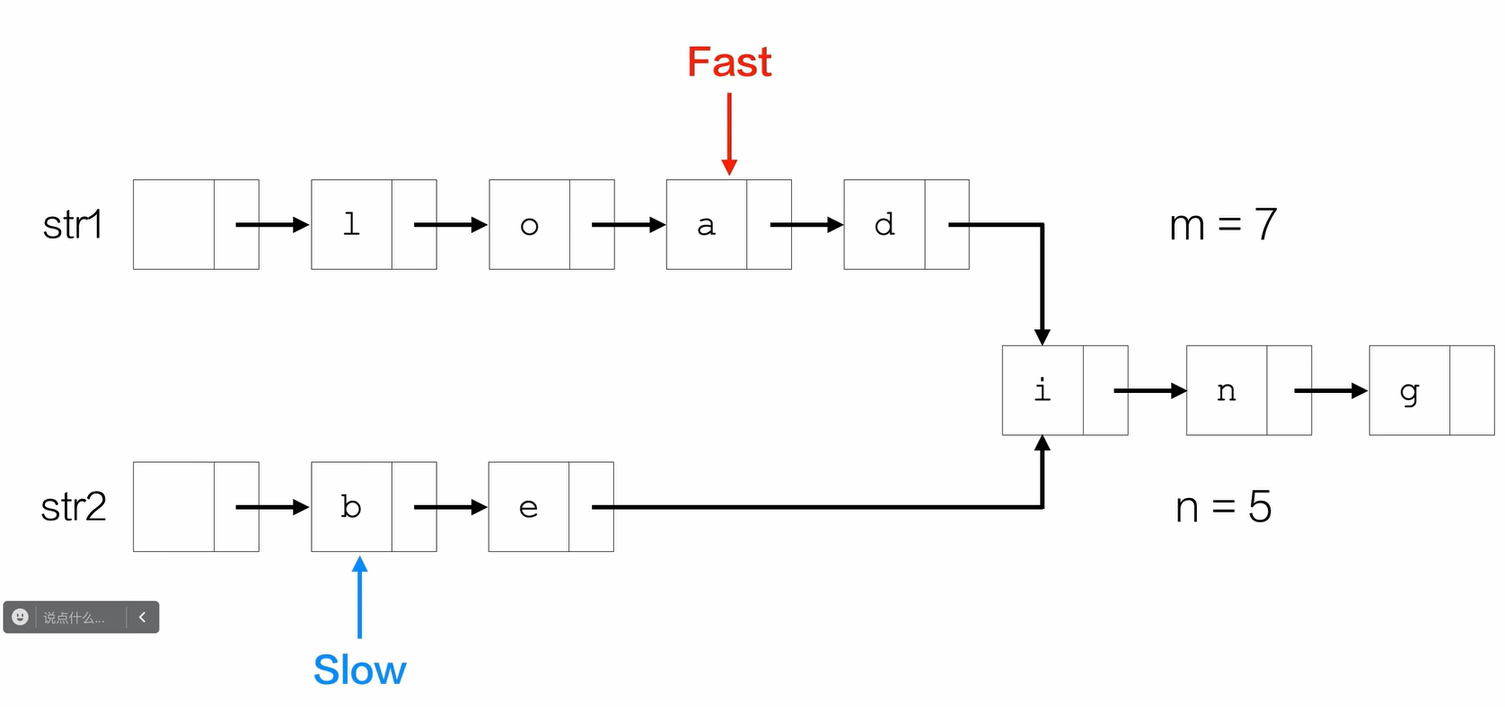 Fast
str1
l
o
a
d
m = 7
i
n
g
str2
b
e
n = 5
说点什么...
Slow